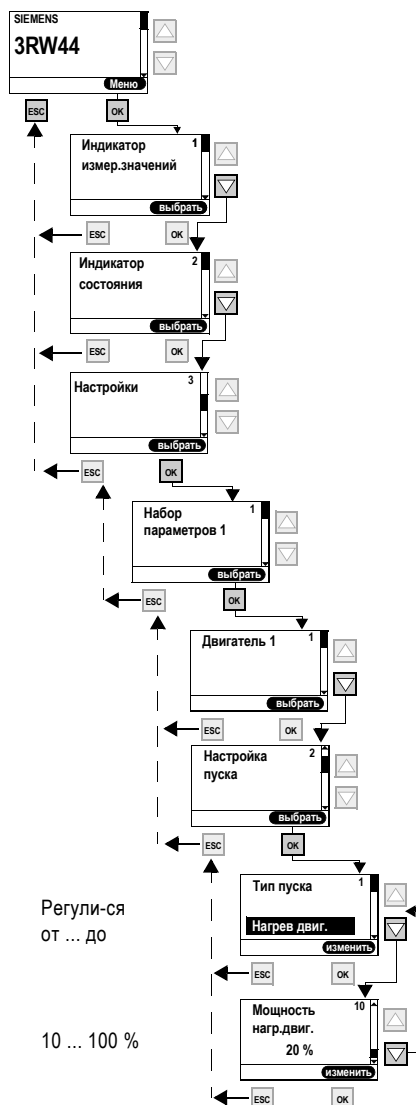 SIEMENS
3RW44
Меню
ESC
OK
Индикатор
измер.значений
1
выбрать
ESC
OK
Индикатор
состояния
2
выбрать
ESC
OK
Настройки
3
выбрать
ESC
OK
Набор
параметров 1
1
выбрать
ESC
OK
Двигатель 1
1
выбрать
ESC
OK
Настройка
пуска
2
выбрать
ESC
OK
Регули-ся
от ... до
Тип пуска
1
Нагрев двиг.
изменить
ESC
OK
10 ... 100 %
Мощность
нагр.двиг.
10
20 %
изменить
ESC
OK